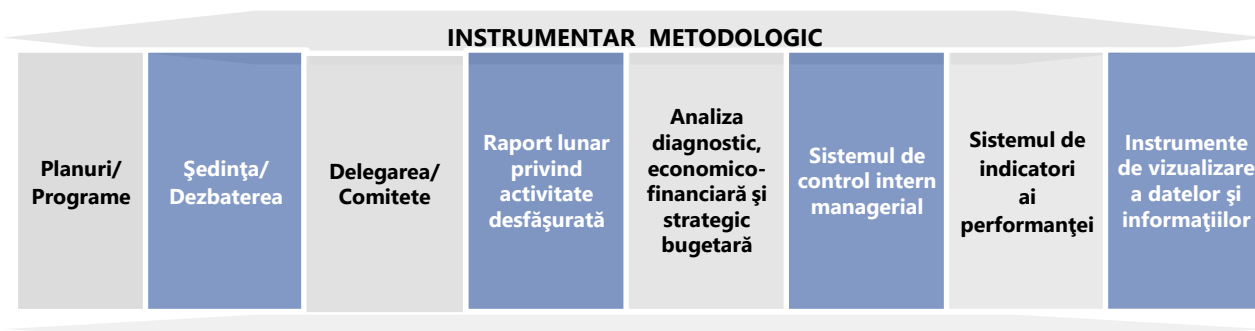 INSTRUMENTAR METODOLOGIC
Planuri/
Programe
Şedinţa/
Dezbaterea
Delegarea/
Comitete
Raport lunar
privind
activitate
desfăşurată
Analiza
diagnostic,
economico-
financiară şi
strategic
bugetară
Sistemul de
control intern
managerial
Sistemul de
indicatori
ai
performanţei
Instrumente
de vizualizare
a datelor şi
informaţiilor